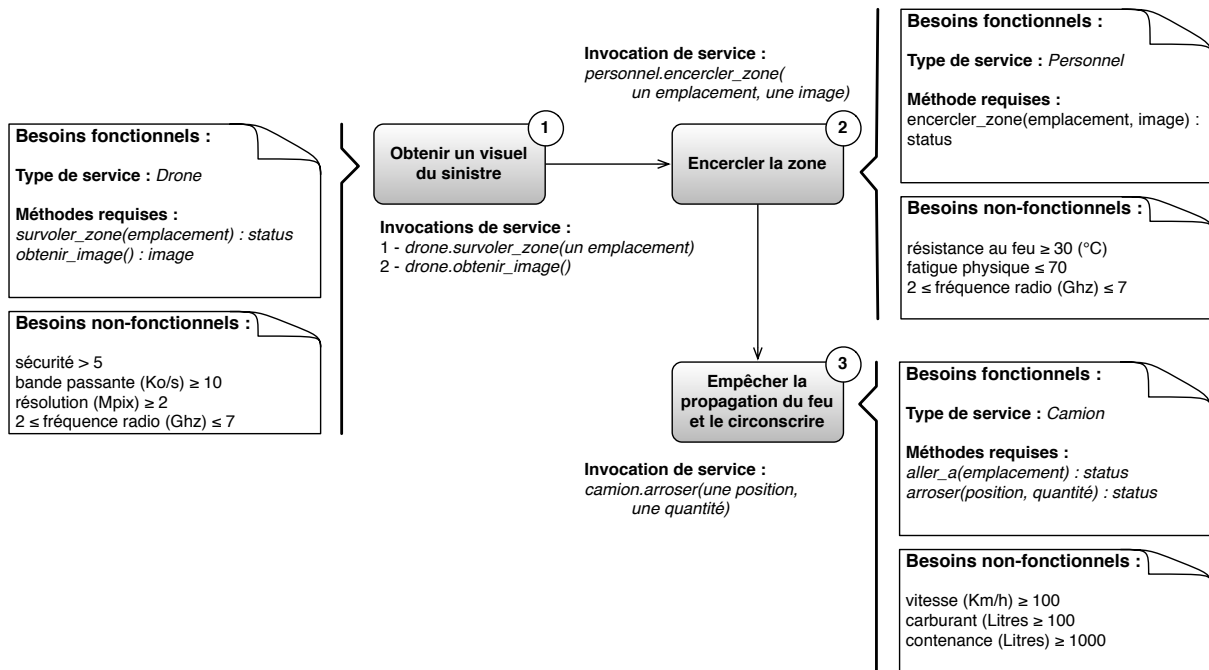 Besoins fonctionnels :
Type de service : Drone
Méthodes requises :
survoler_zone(emplacement) : status
obtenir_image() : image
Besoins non-fonctionnels :
sécurité > 5
bande passante (Ko/s) ≥ 10
résolution (Mpix) ≥ 2
2 ≤ fréquence radio (Ghz) ≤ 7
1
Obtenir un visuel
du sinistre
Invocations de service :
1 - drone.survoler_zone(un emplacement)
2 - drone.obtenir_image()
Invocation de service :
personnel.encercler_zone(
un emplacement, une image)
2
Encercler la zone
Besoins fonctionnels :
Type de service : Personnel
Méthode requises :
encercler_zone(emplacement, image) :
status
Besoins non-fonctionnels :
résistance au feu ≥ 30 (°C)
fatigue physique ≤ 70
2 ≤ fréquence radio (Ghz) ≤ 7
3
Empêcher la
propagation du feu
et le circonscrire
Invocation de service :
camion.arroser(une position,
une quantité)
Besoins fonctionnels :
Type de service : Camion
Méthodes requises :
aller_a(emplacement) : status
arroser(position, quantité) : status
Besoins non-fonctionnels :
vitesse (Km/h) ≥ 100
carburant (Litres ≥ 100
contenance (Litres) ≥ 1000